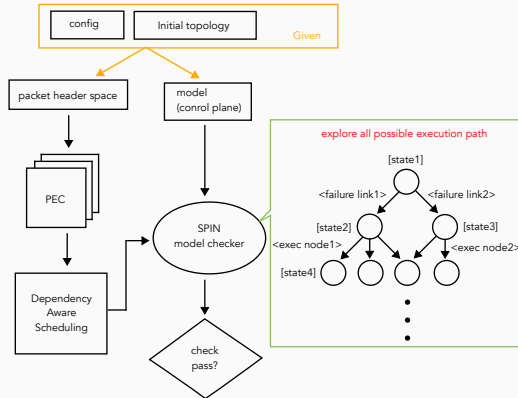 config
Initial topology
Given
packet header space
model
(conrol plane)
explore all possible execution path
[state1]
<failure link1>
<failure link2>
PEC
SPIN
model checker
[state2]
[state3]
<exec node1>
<exec node2>
[state4]
Dependency
Aware
Scheduling
check
pass?